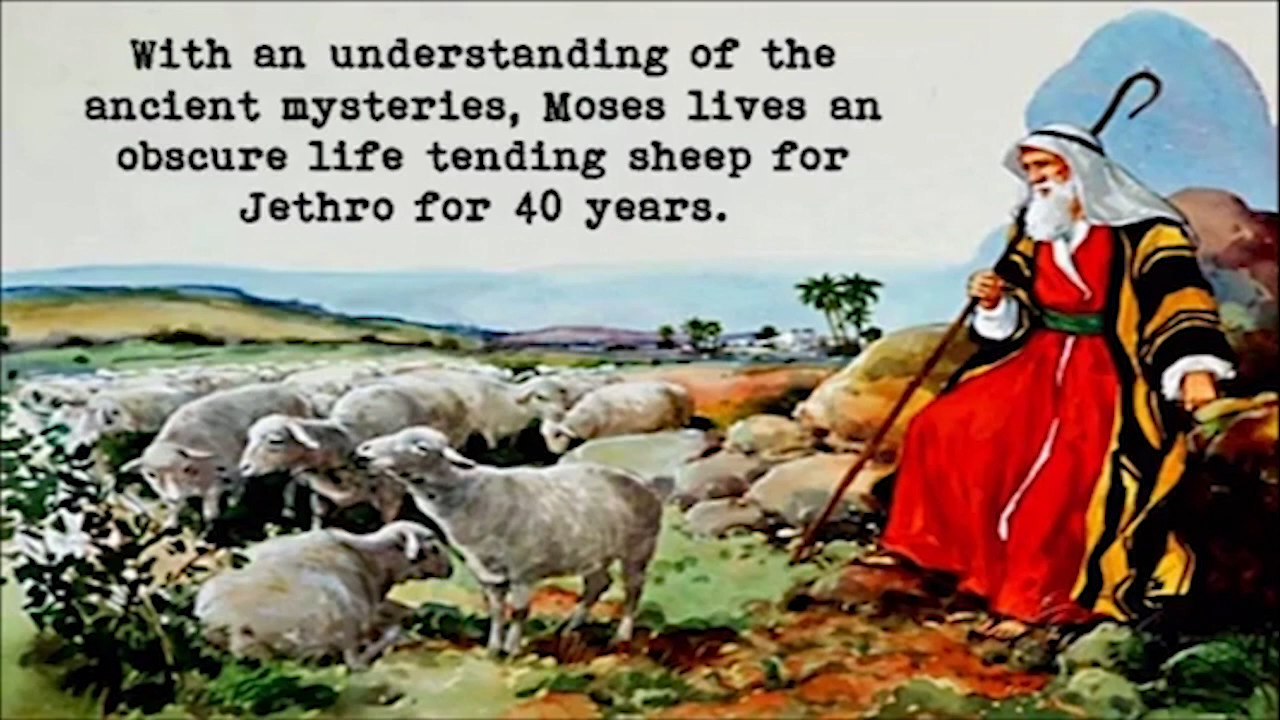 With an understanding of the
ancient mysteries, Moses lives an
obscure life tending sheep for
Jethro for 40 years.